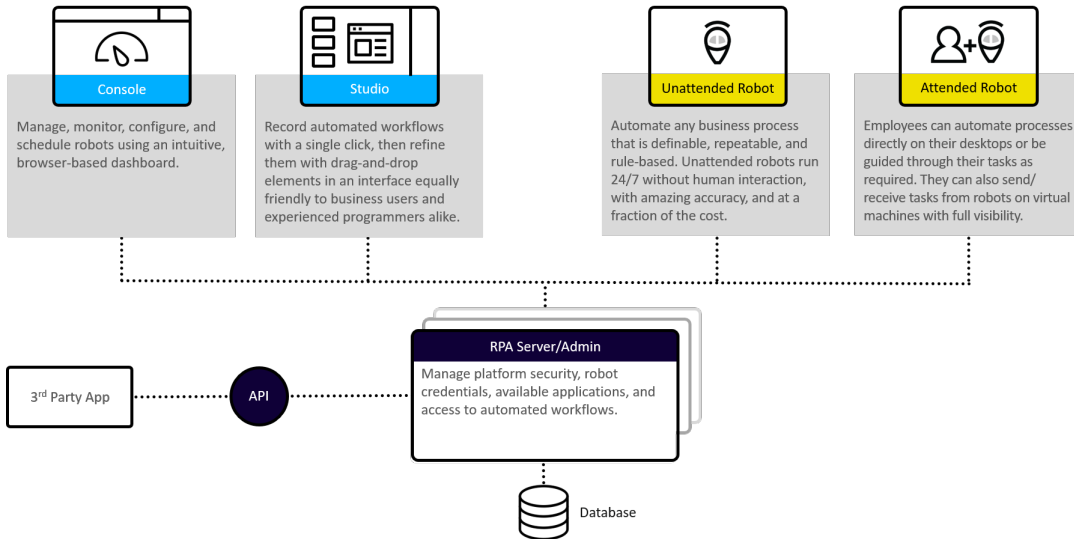 Console
Manage, monitor, configure, and
schedule robots using an intuitive,
browser-based dashboard.
Studio
Record automated workflows
with a single click, then refine
them with drag-and-drop
elements in an interface equally
friendly to business users and
experienced programmers alike.
Unattended Robot
Automate any business process
that is definable, repeatable, and
rule-based. Unattended robots run
24/7 without human interaction,
with amazing accuracy, and at a
fraction of the cost.
Attended Robot
Employees can automate processes
directly on their desktops or be
guided through their tasks as
required. They can also send/
receive tasks from robots on virtual
machines with full visibility.
RPA Server/Admin
Manage platform security, robot
credentials, available applications, and
access to automated workflows.
3rd Party App
API
Database